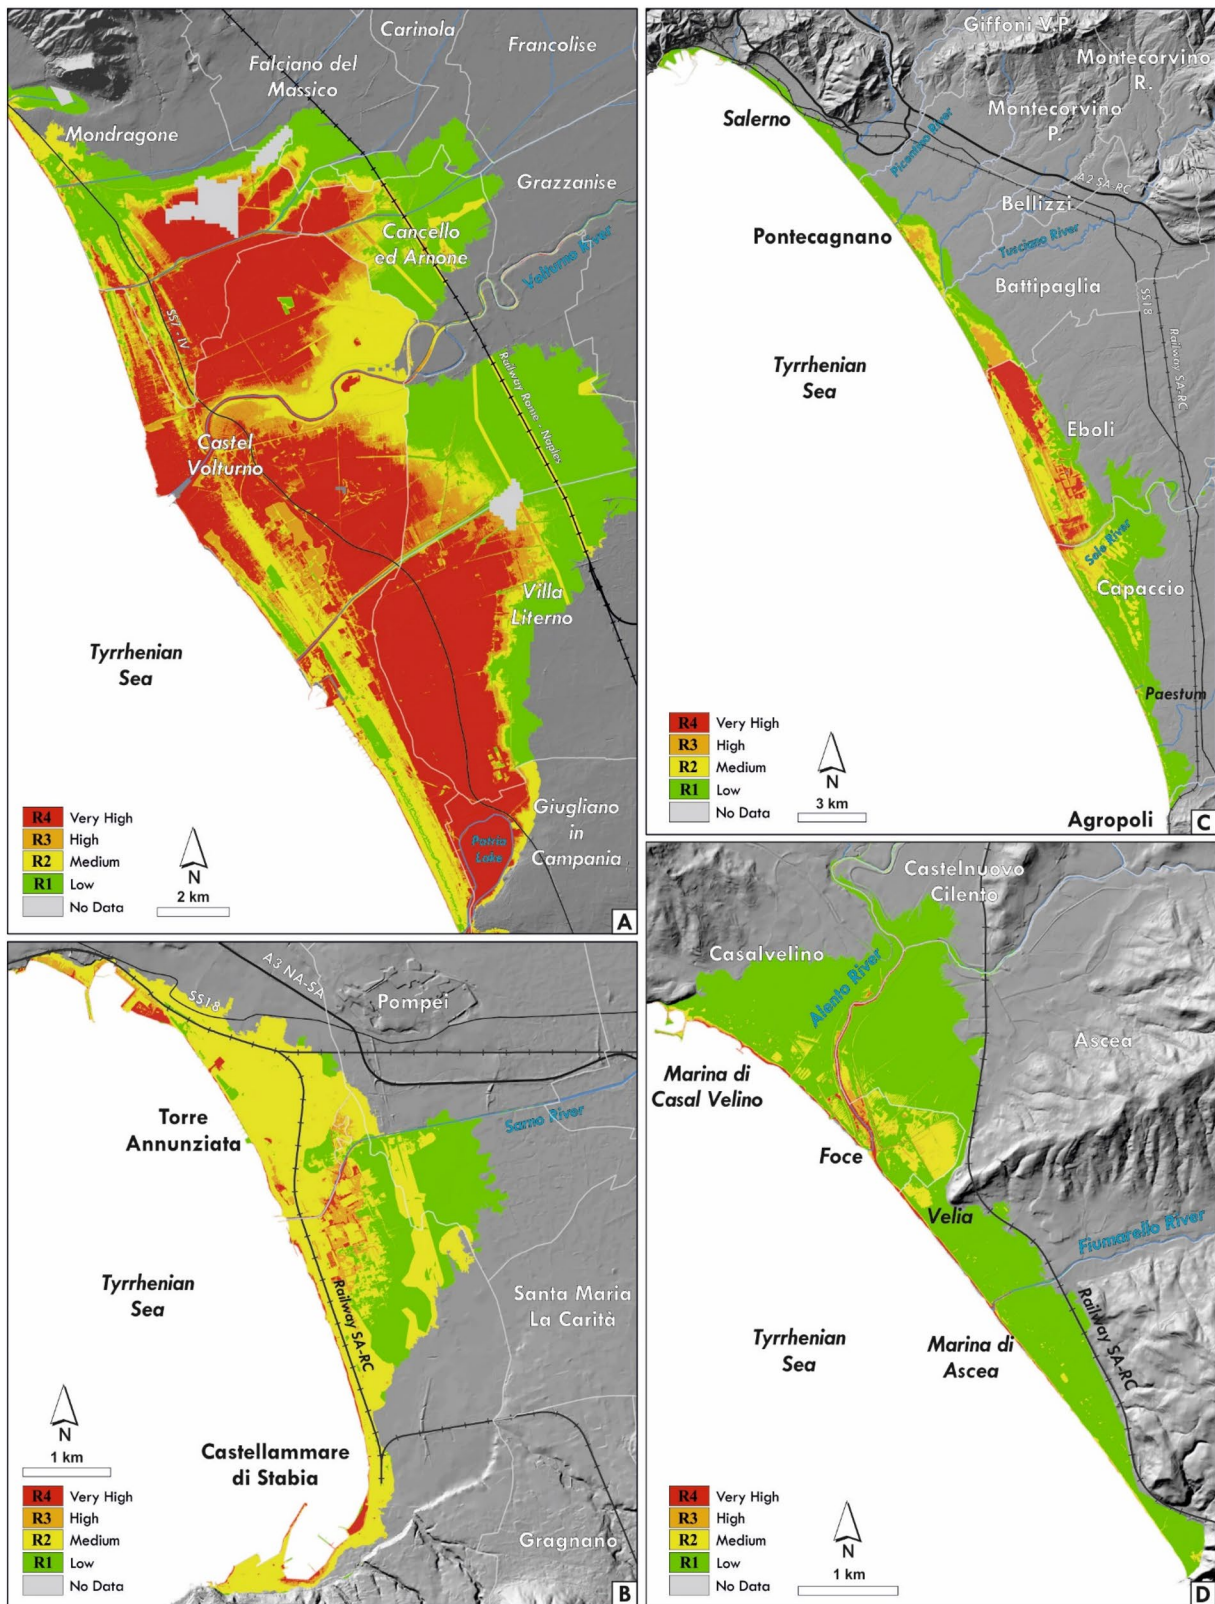 Carinola
Francolise
Falciano del
Massico
Mondragone
Grazzanise
Cancello
ed Arnone
Volturno River
SS7 - IV
Railway Rome - Naples
Castel
Volturno
Villa
Literno
Tyrrhenian
Sea
Giugliano
in
Campania
Patria
Lake
R4 Very High
R3 High
R2 Medium
R1 Low
No Data
N
2 km
A
A3 NA-SA
SS18
Pompei
Torre
Annunziata
Sarno River
Tyrrhenian
Sea
Santa Maria
La Carità
Railway SA-RC
N
1 km
Castellammare
di Stabia
Gragnano
R4 Very High
R3 High
R2 Medium
R1 Low
No Data
B
Giffoni V.P.
Montecorvino
R.
Montecorvino
P.
Salerno
Picentino River
A2 SA-RC
Bellizzi
Pontecagnano
Tusciano River
Battipaglia
SS18
Railway SA-RC
Tyrrhenian
Sea
Eboli
Sele River
Capaccio
Paestum
R4 Very High
R3 High
R2 Medium
R1 Low
No Data
N
3 km
Agropoli
C
Castelnuovo
Cilento
Casalvelino
Alento River
Ascea
Marina di
Casal Velino
Foce
Velia
Fiumarello River
Railway SA-RC
Tyrrhenian
Sea
Marina di
Ascea
R4 Very High
R3 High
R2 Medium
R1 Low
No Data
N
1 km
D